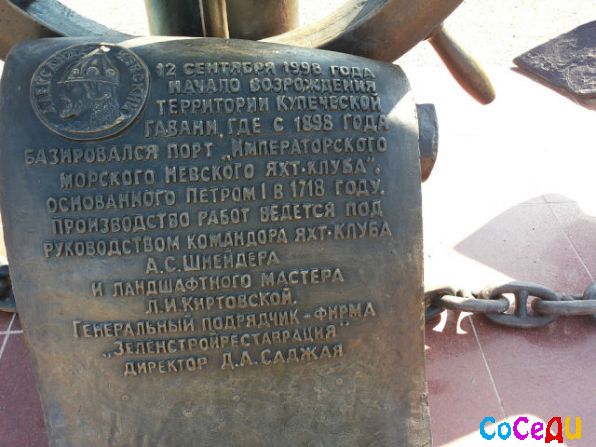 АЛЕКСАНДР НЕВСКИЙ
12 СЕНТЯБРЯ 1998 ГОДА
НАЧАЛО ВОЗРОЖДЕНИЯ
ТЕРРИТОРИИ КУПЕЧЕСКОЙ
ГАВАНИ, ГДЕ С 1898 ГОДА
БАЗИРОВАЛСЯ ПОРТ „ИМПЕРАТОРСКОГО
МОРСКОГО НЕВСКОГО ЯХТ-КЛУБА",
ОСНОВАННОГО ПЕТРОМ I В 1718 ГОДУ.
ПРОИЗВОДСТВО РАБОТ ВЕДЕТСЯ ПОД
РУКОВОДСТВОМ КОМАНДОРА ЯХТ-КЛУБА
А.С.ШНЕЙДЕРА
И ЛАНДШАФТНОГО МАСТЕРА
Л.И.КИРТОВСКОЙ.
ГЕНЕРАЛЬНЫЙ ПОДРЯДЧИК-ФИРМА
„ЗЕЛЕНСТРОЙРЕСТАВРАЦИЯ"
ДИРЕКТОР Д.А.САДЖАЯ
СоСеДи